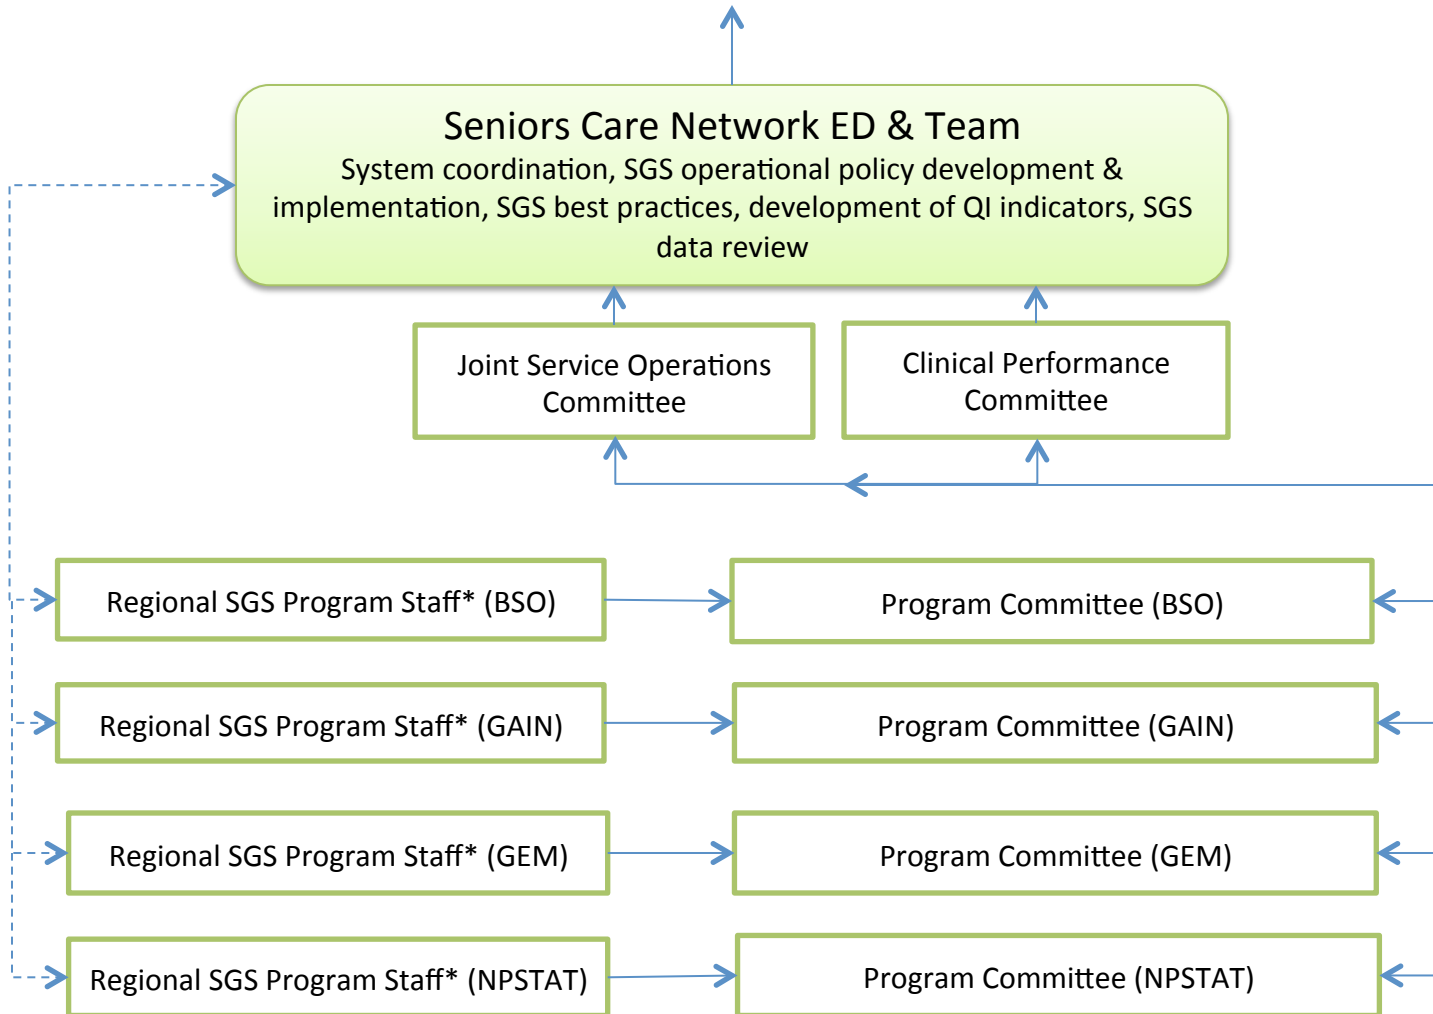 Seniors Care Network ED & Team
System coordination, SGS operational policy development &
implementation, SGS best practices, development of QI indicators, SGS
data review
Joint Service Operations
Committee
Clinical Performance
Committee
Regional SGS Program Staff* (BSO)
Program Committee (BSO)
Regional SGS Program Staff* (GAIN)
Program Committee (GAIN)
Regional SGS Program Staff* (GEM)
Program Committee (GEM)
Regional SGS Program Staff* (NPSTAT)
Program Committee (NPSTAT)